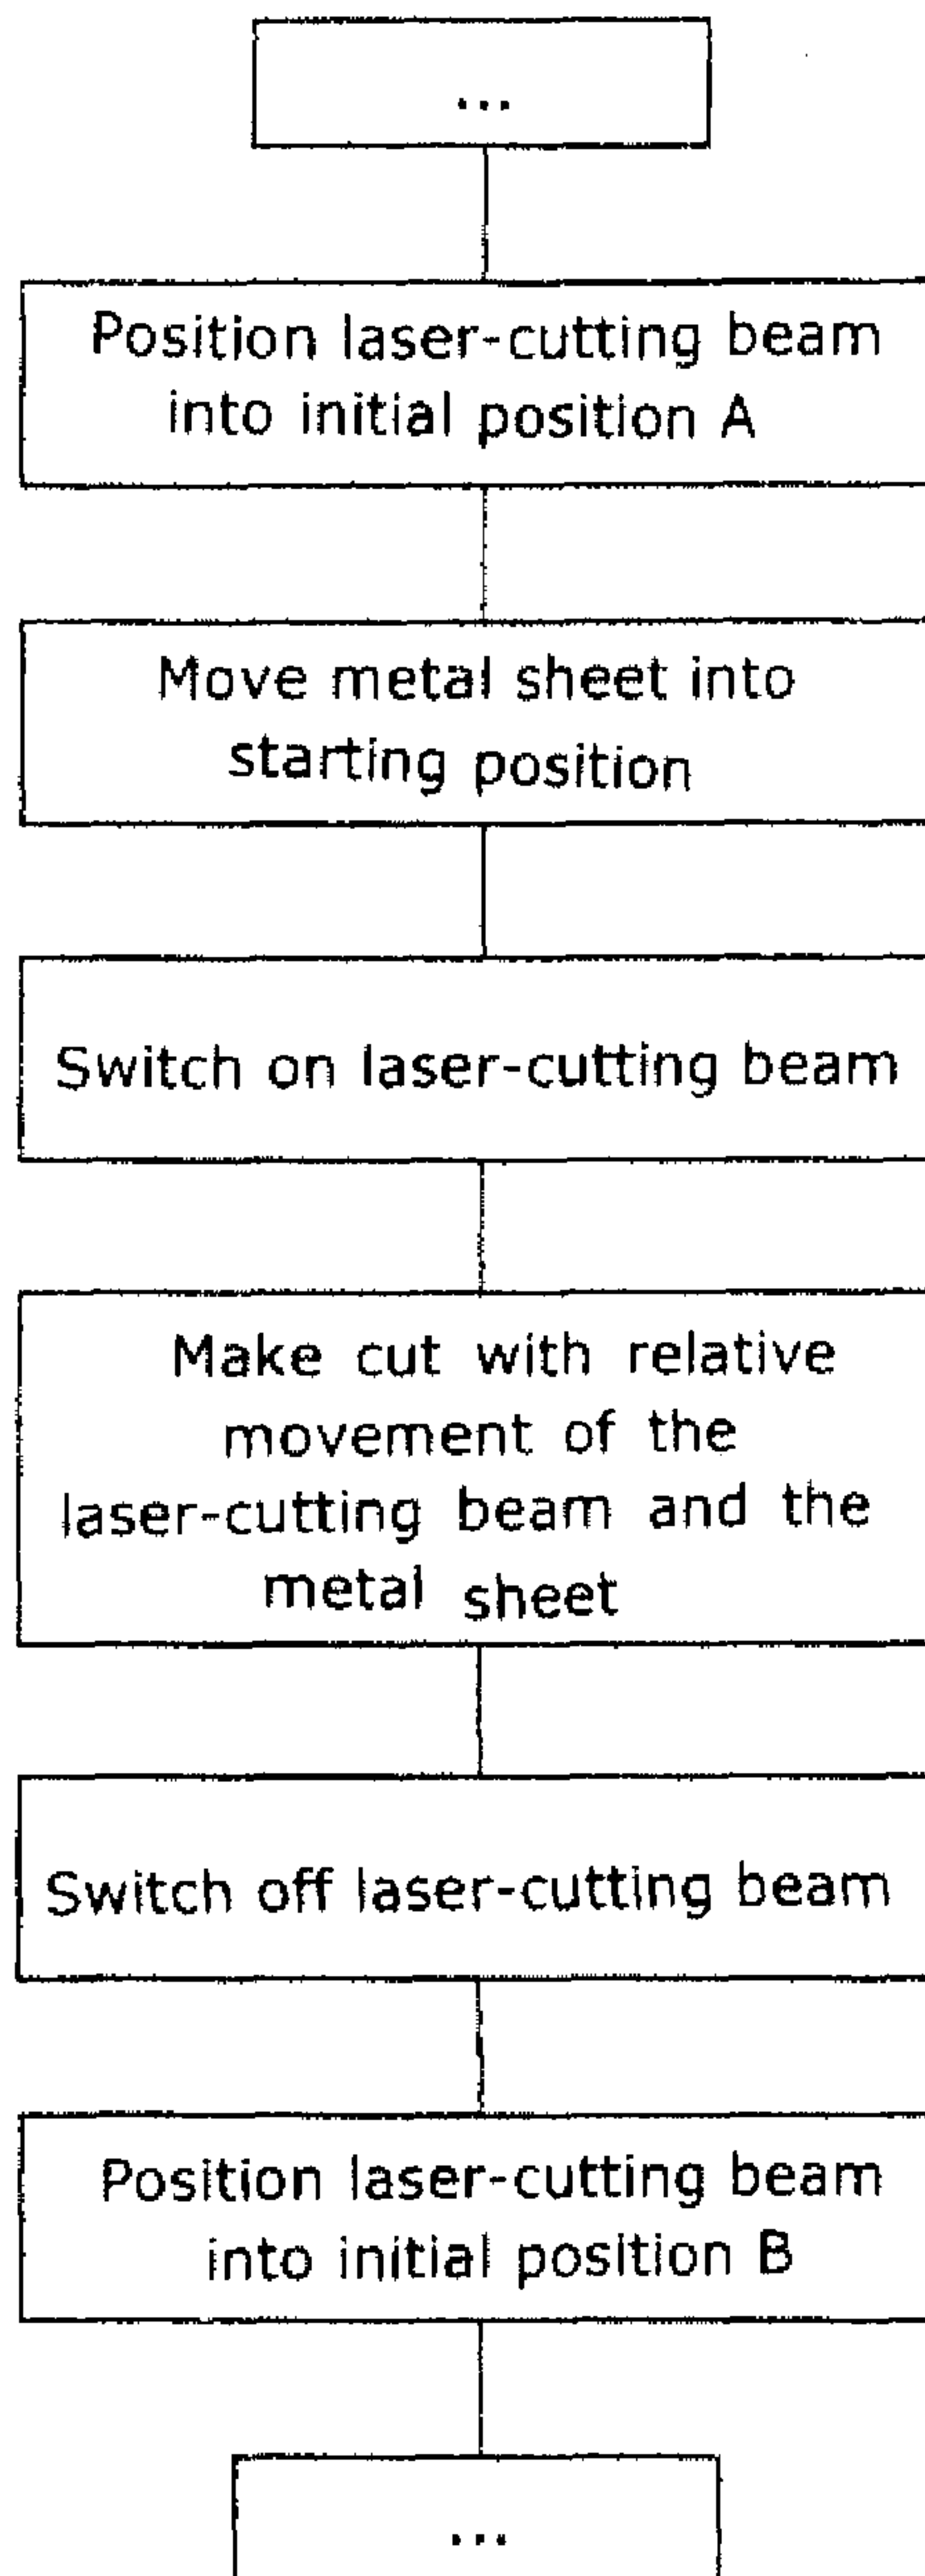 ...
Position laser-cutting beam
into initial position A
Move metal sheet into
starting position
Switch on laser-cutting beam
Make cut with relative
movement of the
laser-cutting beam and the
metal sheet
Switch off laser-cutting beam
Position laser-cutting beam
into initial position B
...